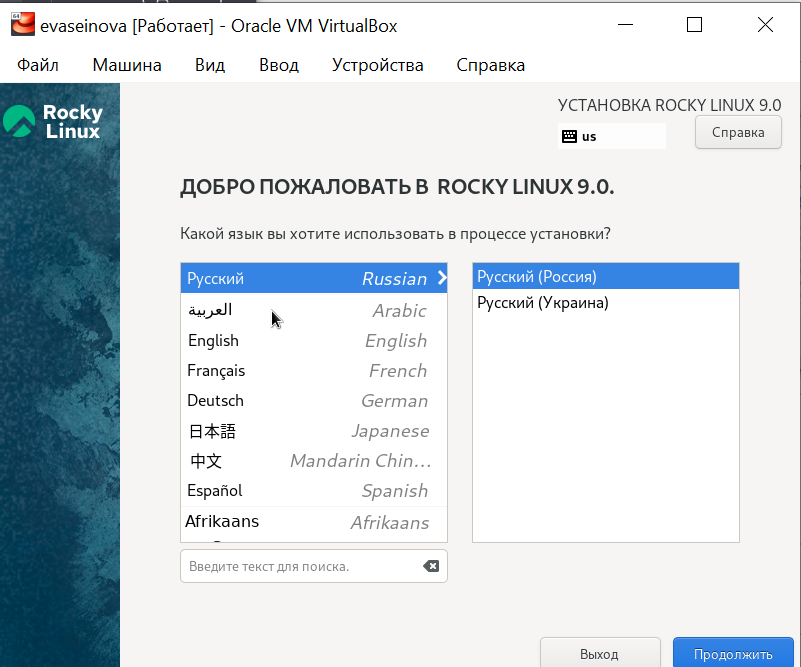 evaseinova [Работает] - Oracle VM VirtualBox
Файл Машина Вид Ввод Устройства Справка
Rocky
Linux
УСТАНОВКА ROCKY LINUX 9.0
us
Справка
ДОБРО ПОЖАЛОВАТЬ В ROCKY LINUX 9.0.
Какой язык вы хотите использовать в процессе установки?
Русский Russian
العربية Arabic
English English
Français French
Deutsch German
日本語 Japanese
中文 Mandarin Chin...
Español Spanish
Afrikaans Afrikaans
Русский (Россия)
Русский (Украина)
Введите текст для поиска.
Выход
Продолжить